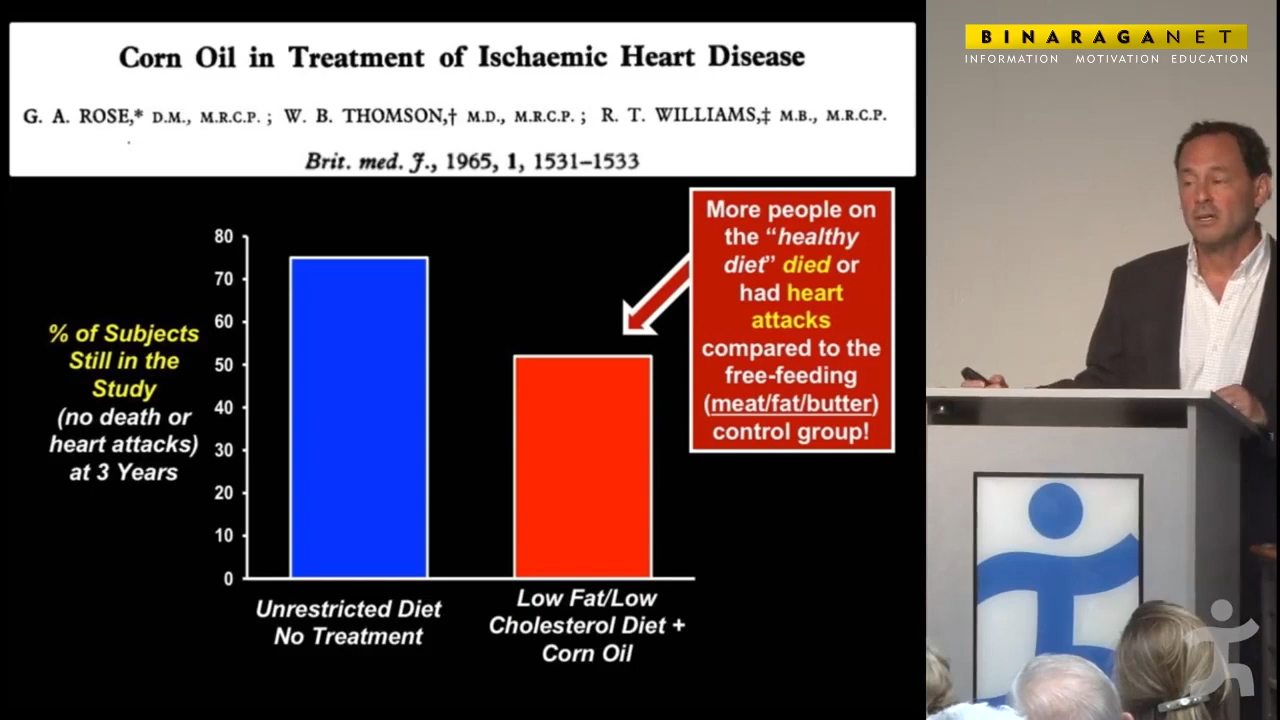 Corn Oil in Treatment of Ischaemic Heart Disease
G. A. ROSE,* D.M., M.R.C.P. ; W. B. THOMSON,† M.D., M.R.C.P. ; R. T. WILLIAMS,‡ M.B., M.R.C.P.
Brit. med. J., 1965, 1, 1531–1533
BINARAGANET
INFORMATION MOTIVATION EDUCATION
More people on
the “healthy
diet” died or
had heart
attacks
compared to the
free-feeding
(meat/fat/butter)
control group!
% of Subjects
Still in the
Study
(no death or
heart attacks)
at 3 Years
80
70
60
50
40
30
20
10
0
Unrestricted Diet
No Treatment
Low Fat/Low
Cholesterol Diet +
Corn Oil